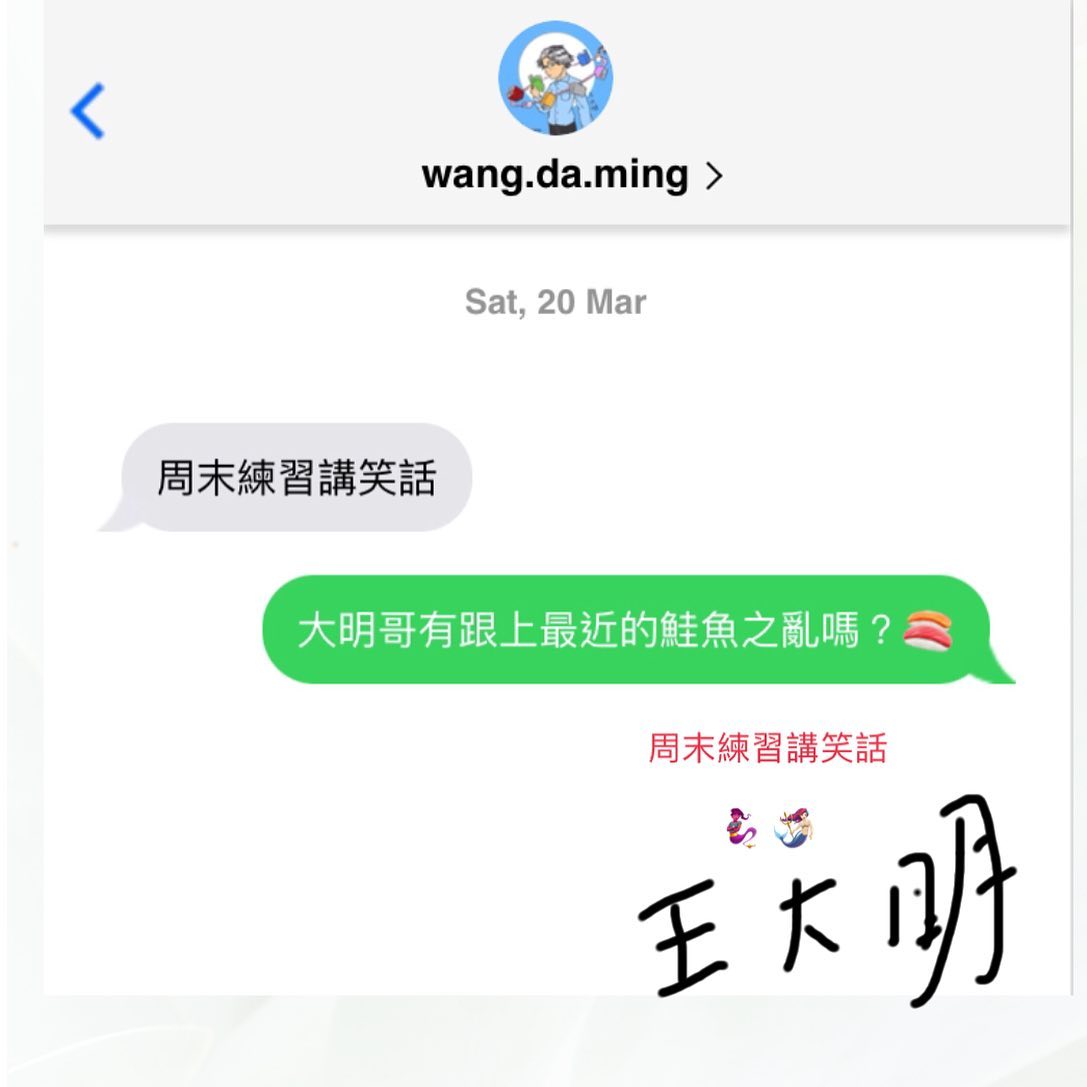 wang.da.ming >
Sat, 20 Mar
周末練習講笑話
大明哥有跟上最近的鮭魚之亂嗎？🍣
周末練習講笑話
王大明